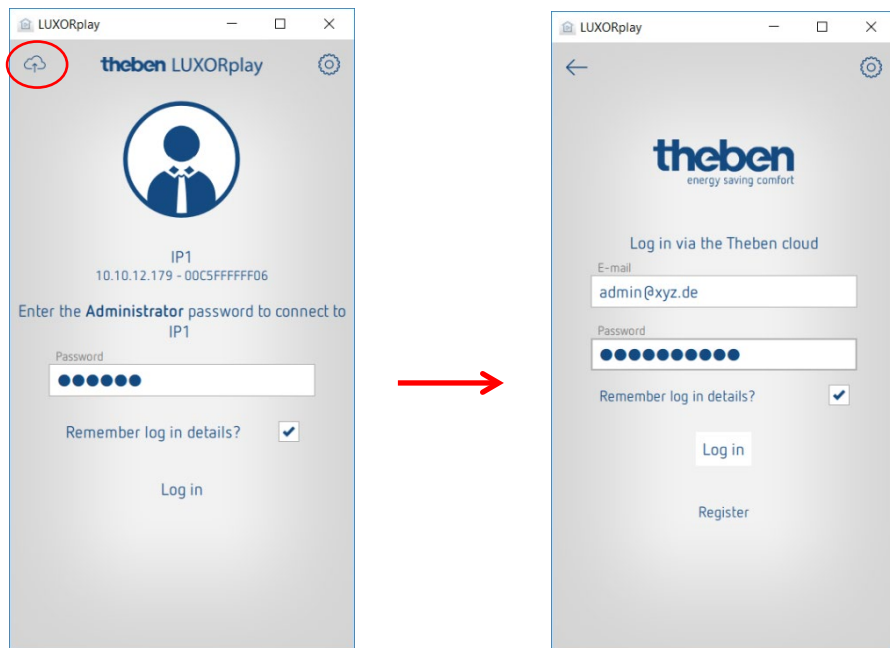 LUXORplay
theben LUXORplay
IP1
10.10.12.179 - 00C5FFFFFF06
Enter the Administrator password to connect to
IP1
Password
Remember log in details?
Log in
LUXORplay
theben
energy saving comfort
Log in via the Theben cloud
E-mail
admin@xyz.de
Password
Remember log in details?
Log in
Register